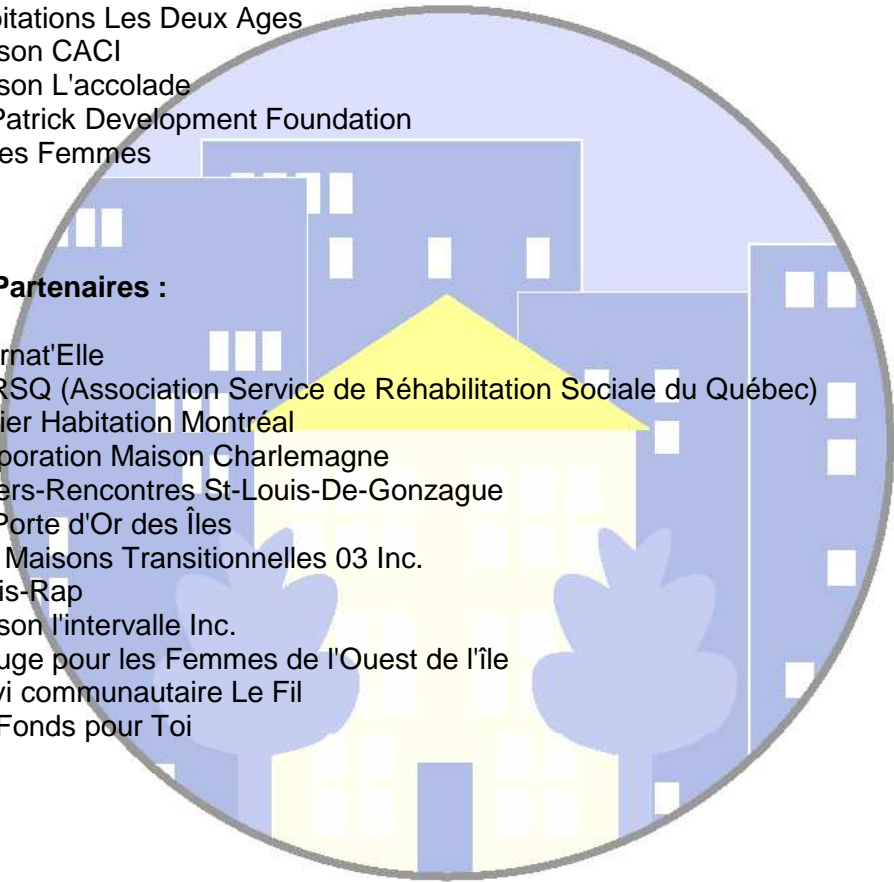 bitations Les Deux Ages
son CACI
son L'accolade
Patrick Development Foundation
es Femmes
Partenaires :
rnat'Elle
RSQ (Association Service de Réhabilitation Sociale du Québec)
ier Habitation Montréal
poration Maison Charlemagne
ers-Rencontres St-Louis-De-Gonzague
Porte d'Or des Îles
Maisons Transitionnelles 03 Inc.
is-Rap
son l'intervalle Inc.
uge pour les Femmes de l'Ouest de l'île
vi communautaire Le Fil
Fonds pour Toi